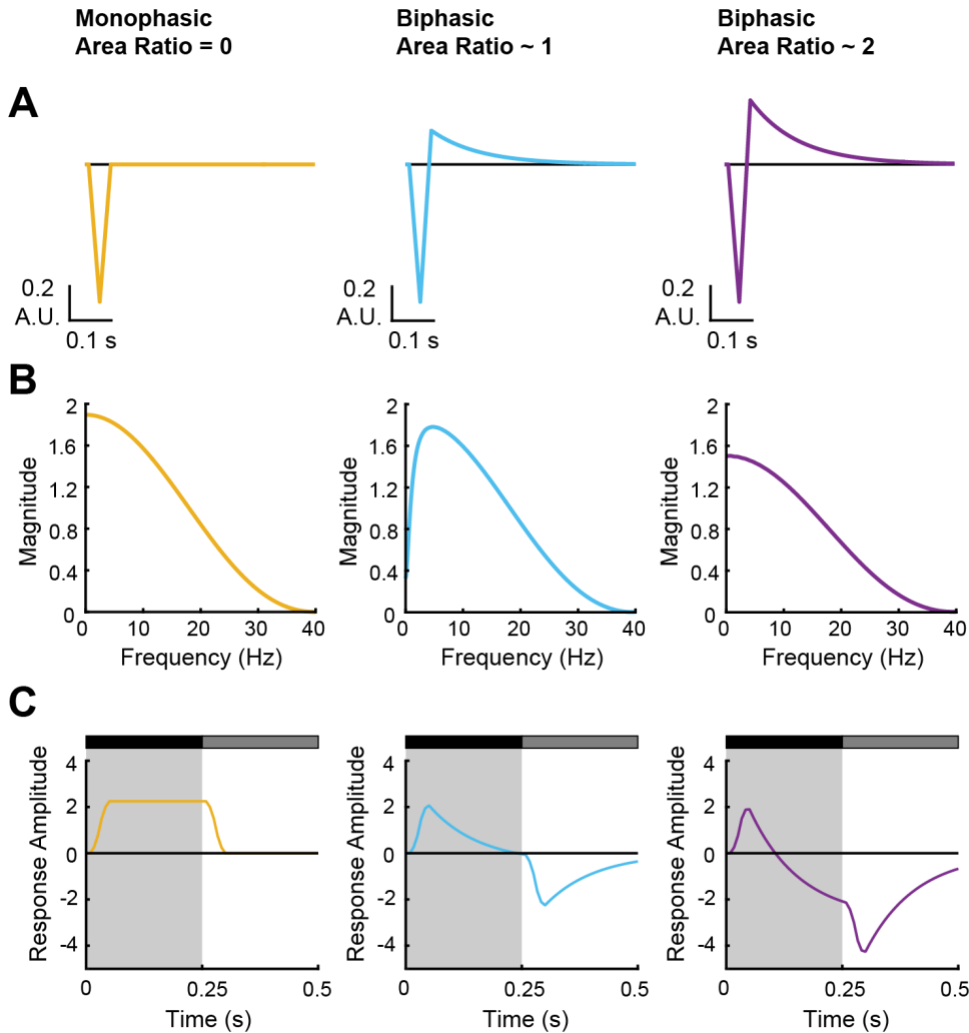 Monophasic
Area Ratio = 0
Biphasic
Area Ratio ~ 1
Biphasic
Area Ratio ~ 2
A
0.2
A.U.
0.1 s
0.2
A.U.
0.1 s
0.2
A.U.
0.1 s
B
Magnitude
2
1.6
1.2
0.8
0.4
0
0 10 20 30 40
Frequency (Hz)
Magnitude
2
1.6
1.2
0.8
0.4
0
0 10 20 30 40
Frequency (Hz)
Magnitude
2
1.6
1.2
0.8
0.4
0
0 10 20 30 40
Frequency (Hz)
C
Response Amplitude
4
2
0
-2
-4
0 0.25 0.5
Time (s)
Response Amplitude
4
2
0
-2
-4
0 0.25 0.5
Time (s)
Response Amplitude
4
2
0
-2
-4
0 0.25 0.5
Time (s)